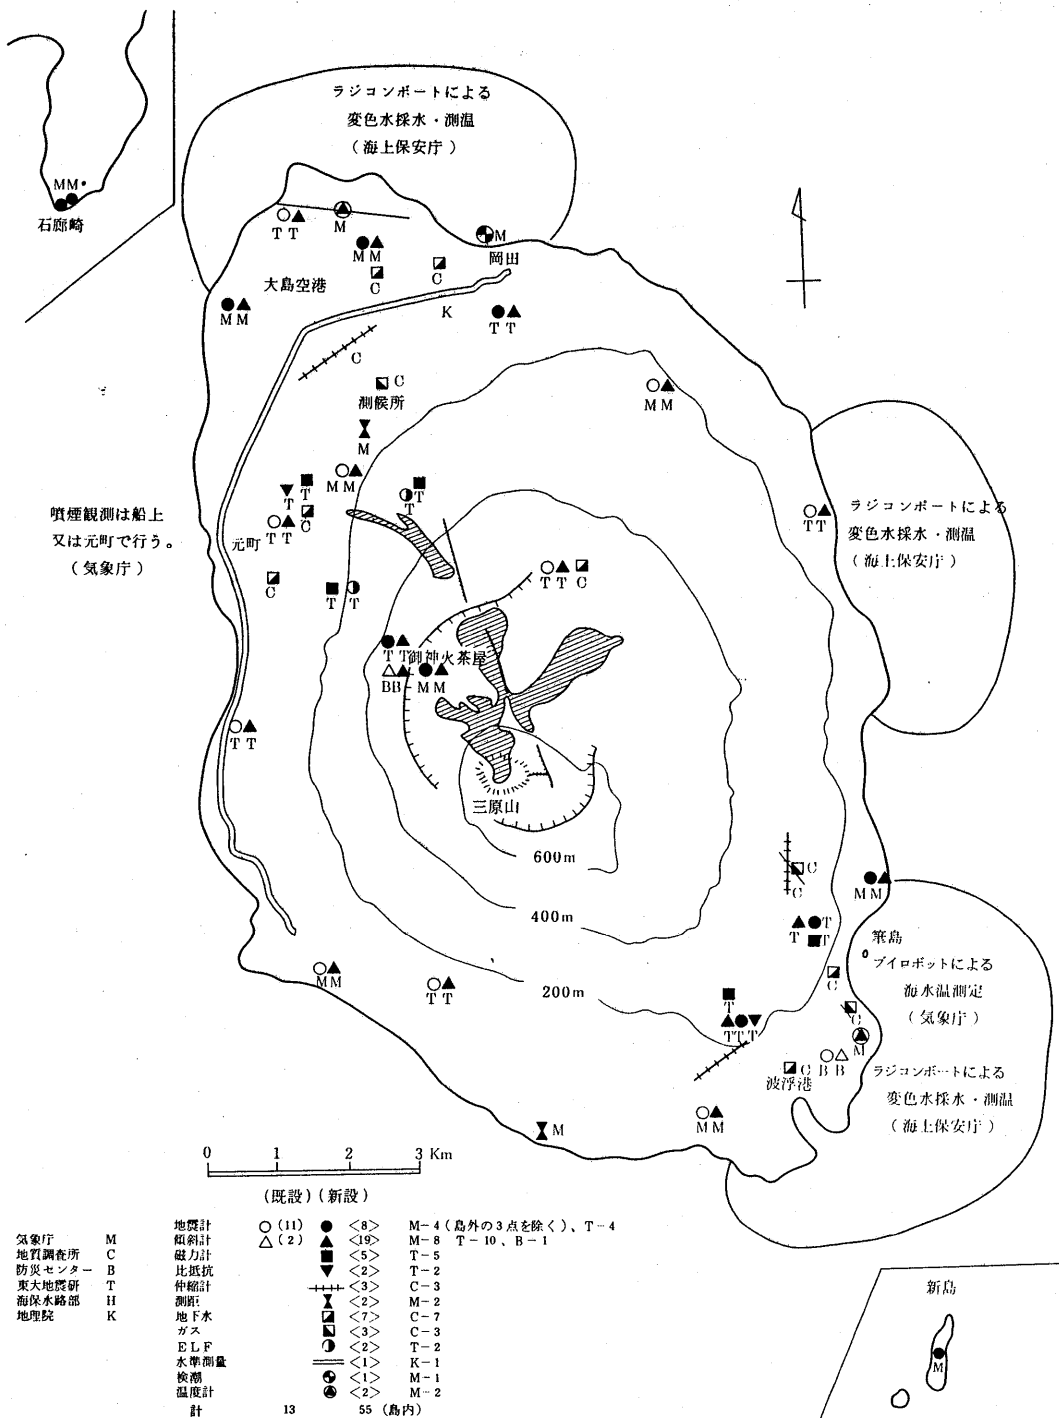 ラジコンボートによる
変色水採水・測温
(海上保安庁)
MM
石廊崎
T T
M
M
岡田
M M
C
C
大島空港
M M
K
T T
C
C
測候所
M
M M
M M
T
T
T
T
C
元町
T T
噴煙観測は船上
又は元町で行う。
(気象庁)
C
T T
T T C
T T
ラジコンボートによる
変色水採水・測温
(海上保安庁)
T T
御神火茶屋
BB
M M
T T
三原山
600m
400m
200m
C
C
M M
T T
T
筆島
ブイロボットによる
海水温測定
(気象庁)
C
C
M
M M
T T
T
T T T
C B B
波浮港
ラジコンボートによる
変色水採水・測温
(海上保安庁)
M M
M
0 1 2 3 Km
(既設)(新設)
地震計 (11) <8> M-4(島外の3点を除く)、T-4
傾斜計 (2) <19> M-8 T-10、B-1
磁力計 <5> T-5
比抵抗 <2> T-2
伸縮計 <3> C-3
測距 <2> M-2
地下水 <7> C-7
ガス <3> C-3
ELF <2> T-2
水準測量 <1> K-1
検潮 <1> M-1
温度計 <2> M-2
計 13 55(島内)
気象庁 M
地質調査所 C
防災センター B
東大地震研 T
海保水路部 H
地理院 K
新島
M